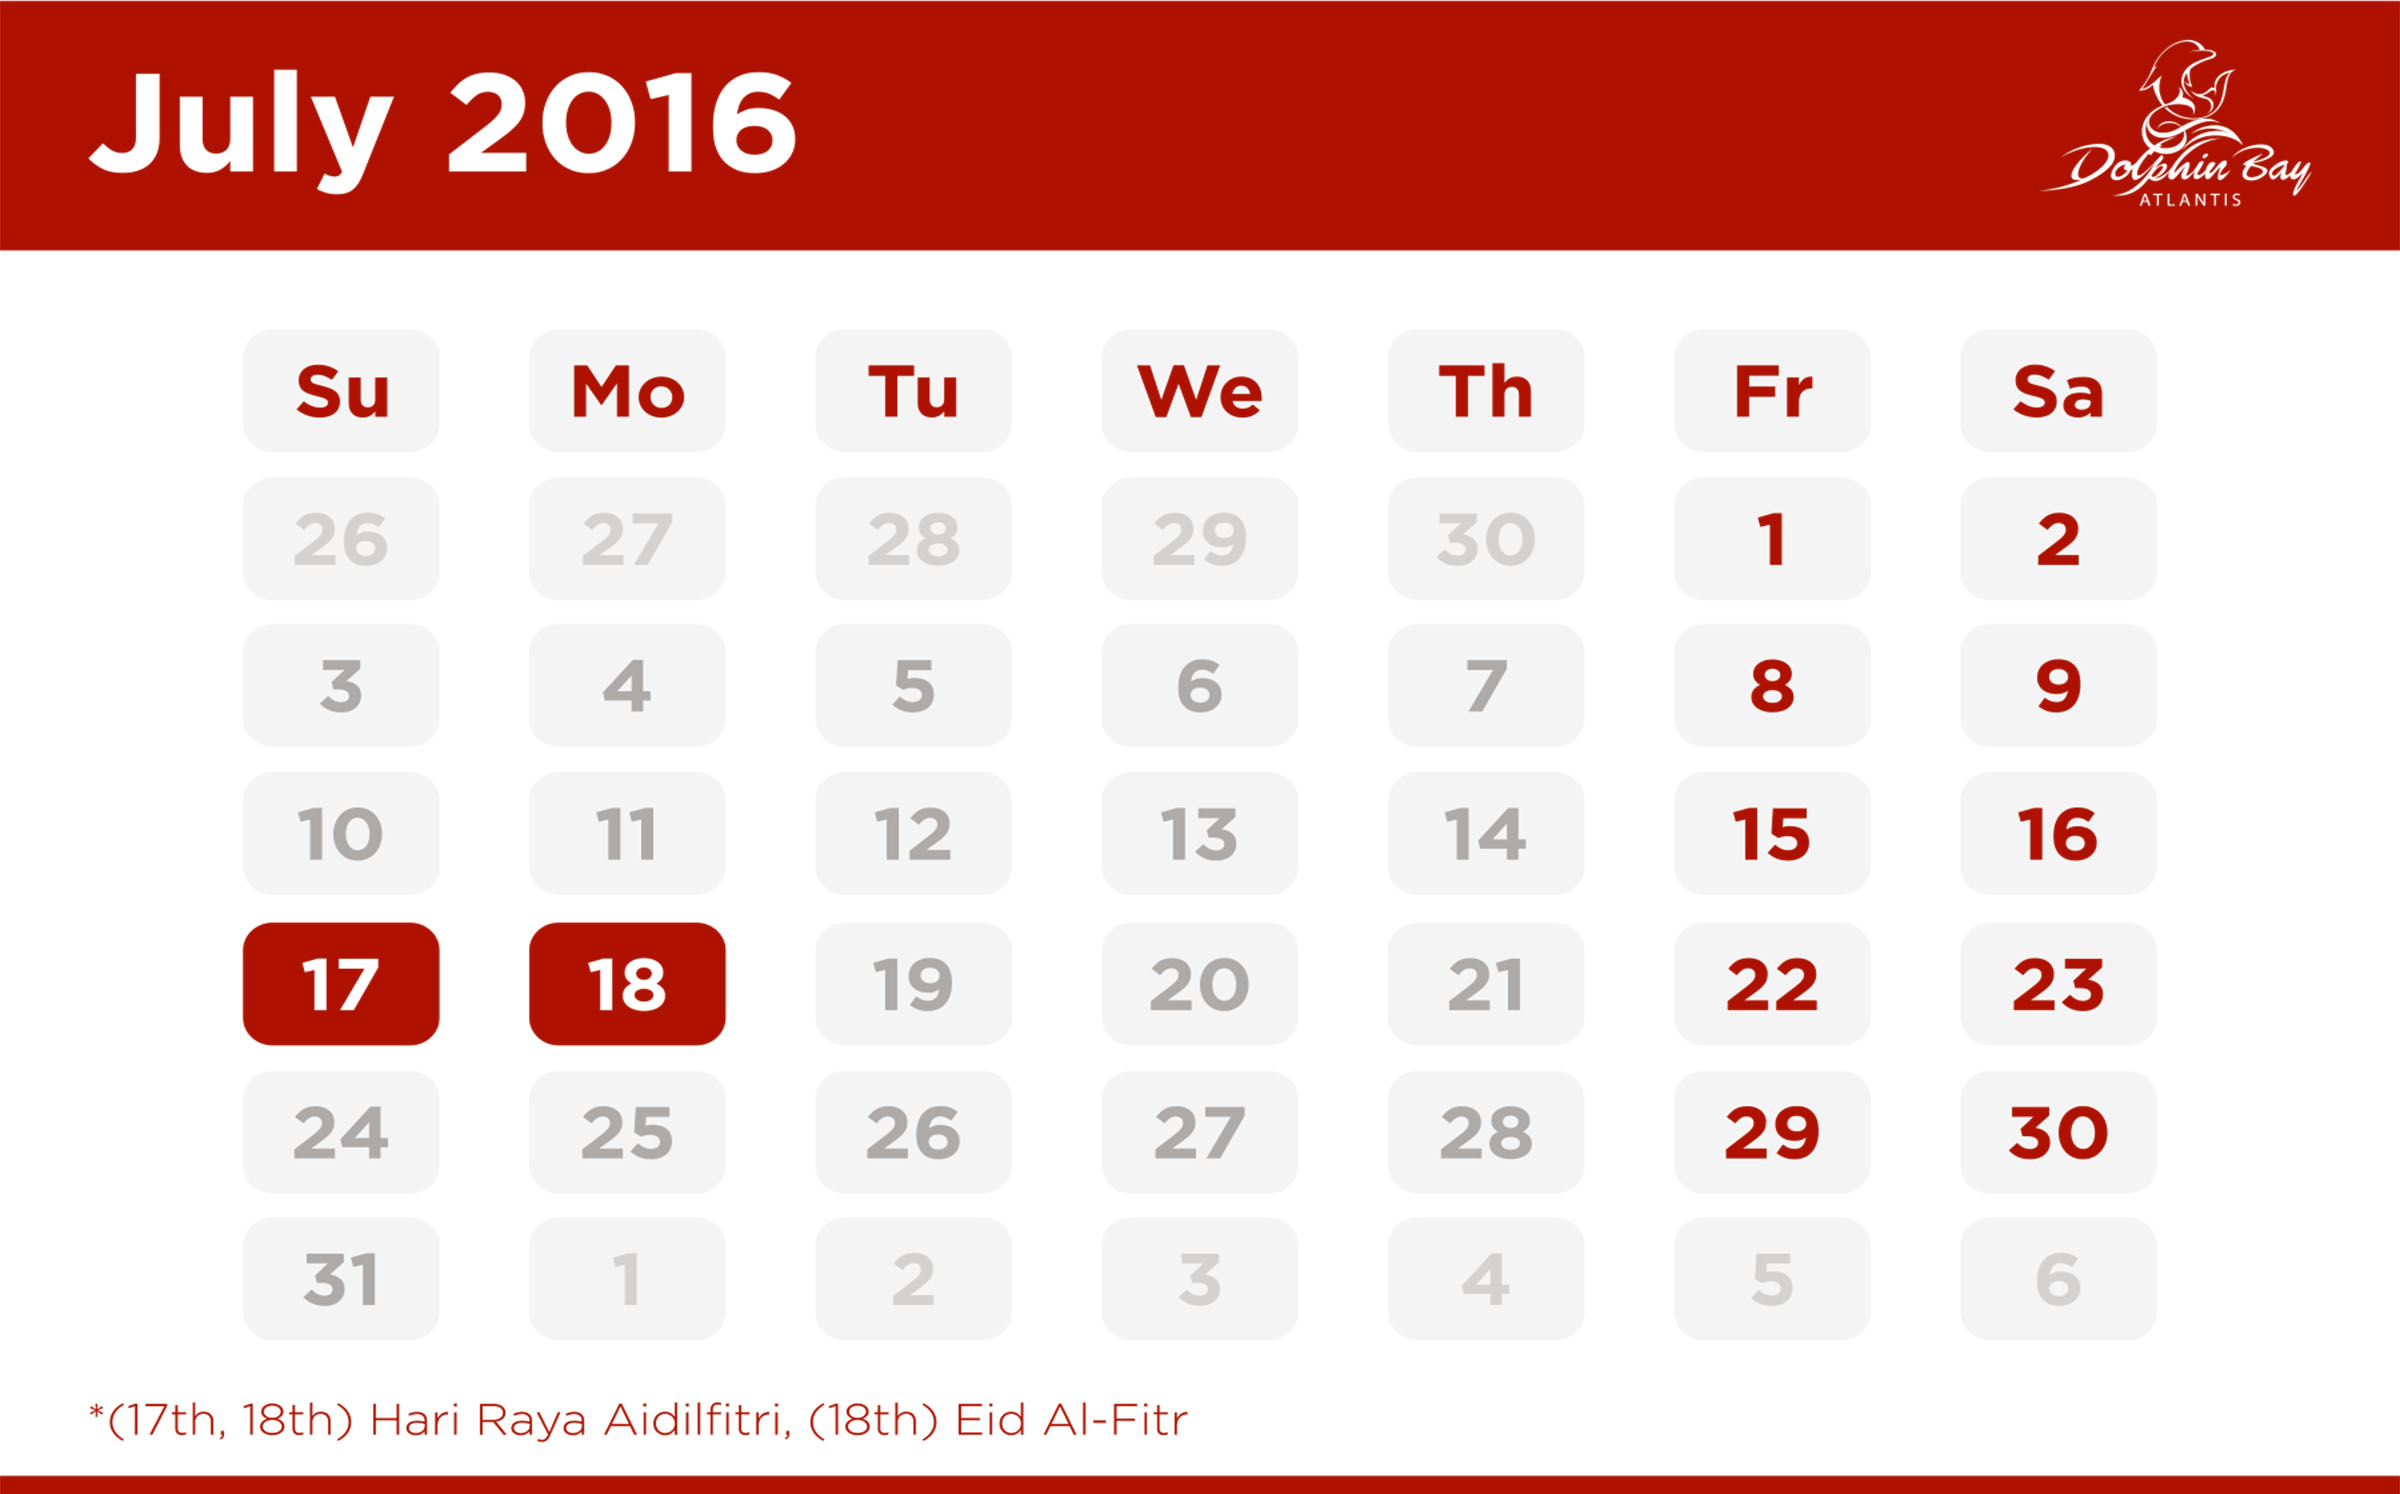 July 2016
Dolphin Bay
ATLANTIS
Su Mo Tu We Th Fr Sa
26 27 28 29 30 1 2
3 4 5 6 7 8 9
10 11 12 13 14 15 16
17 18 19 20 21 22 23
24 25 26 27 28 29 30
31 1 2 3 4 5 6
*(17th, 18th) Hari Raya Aidilfitri, (18th) Eid Al-Fitr